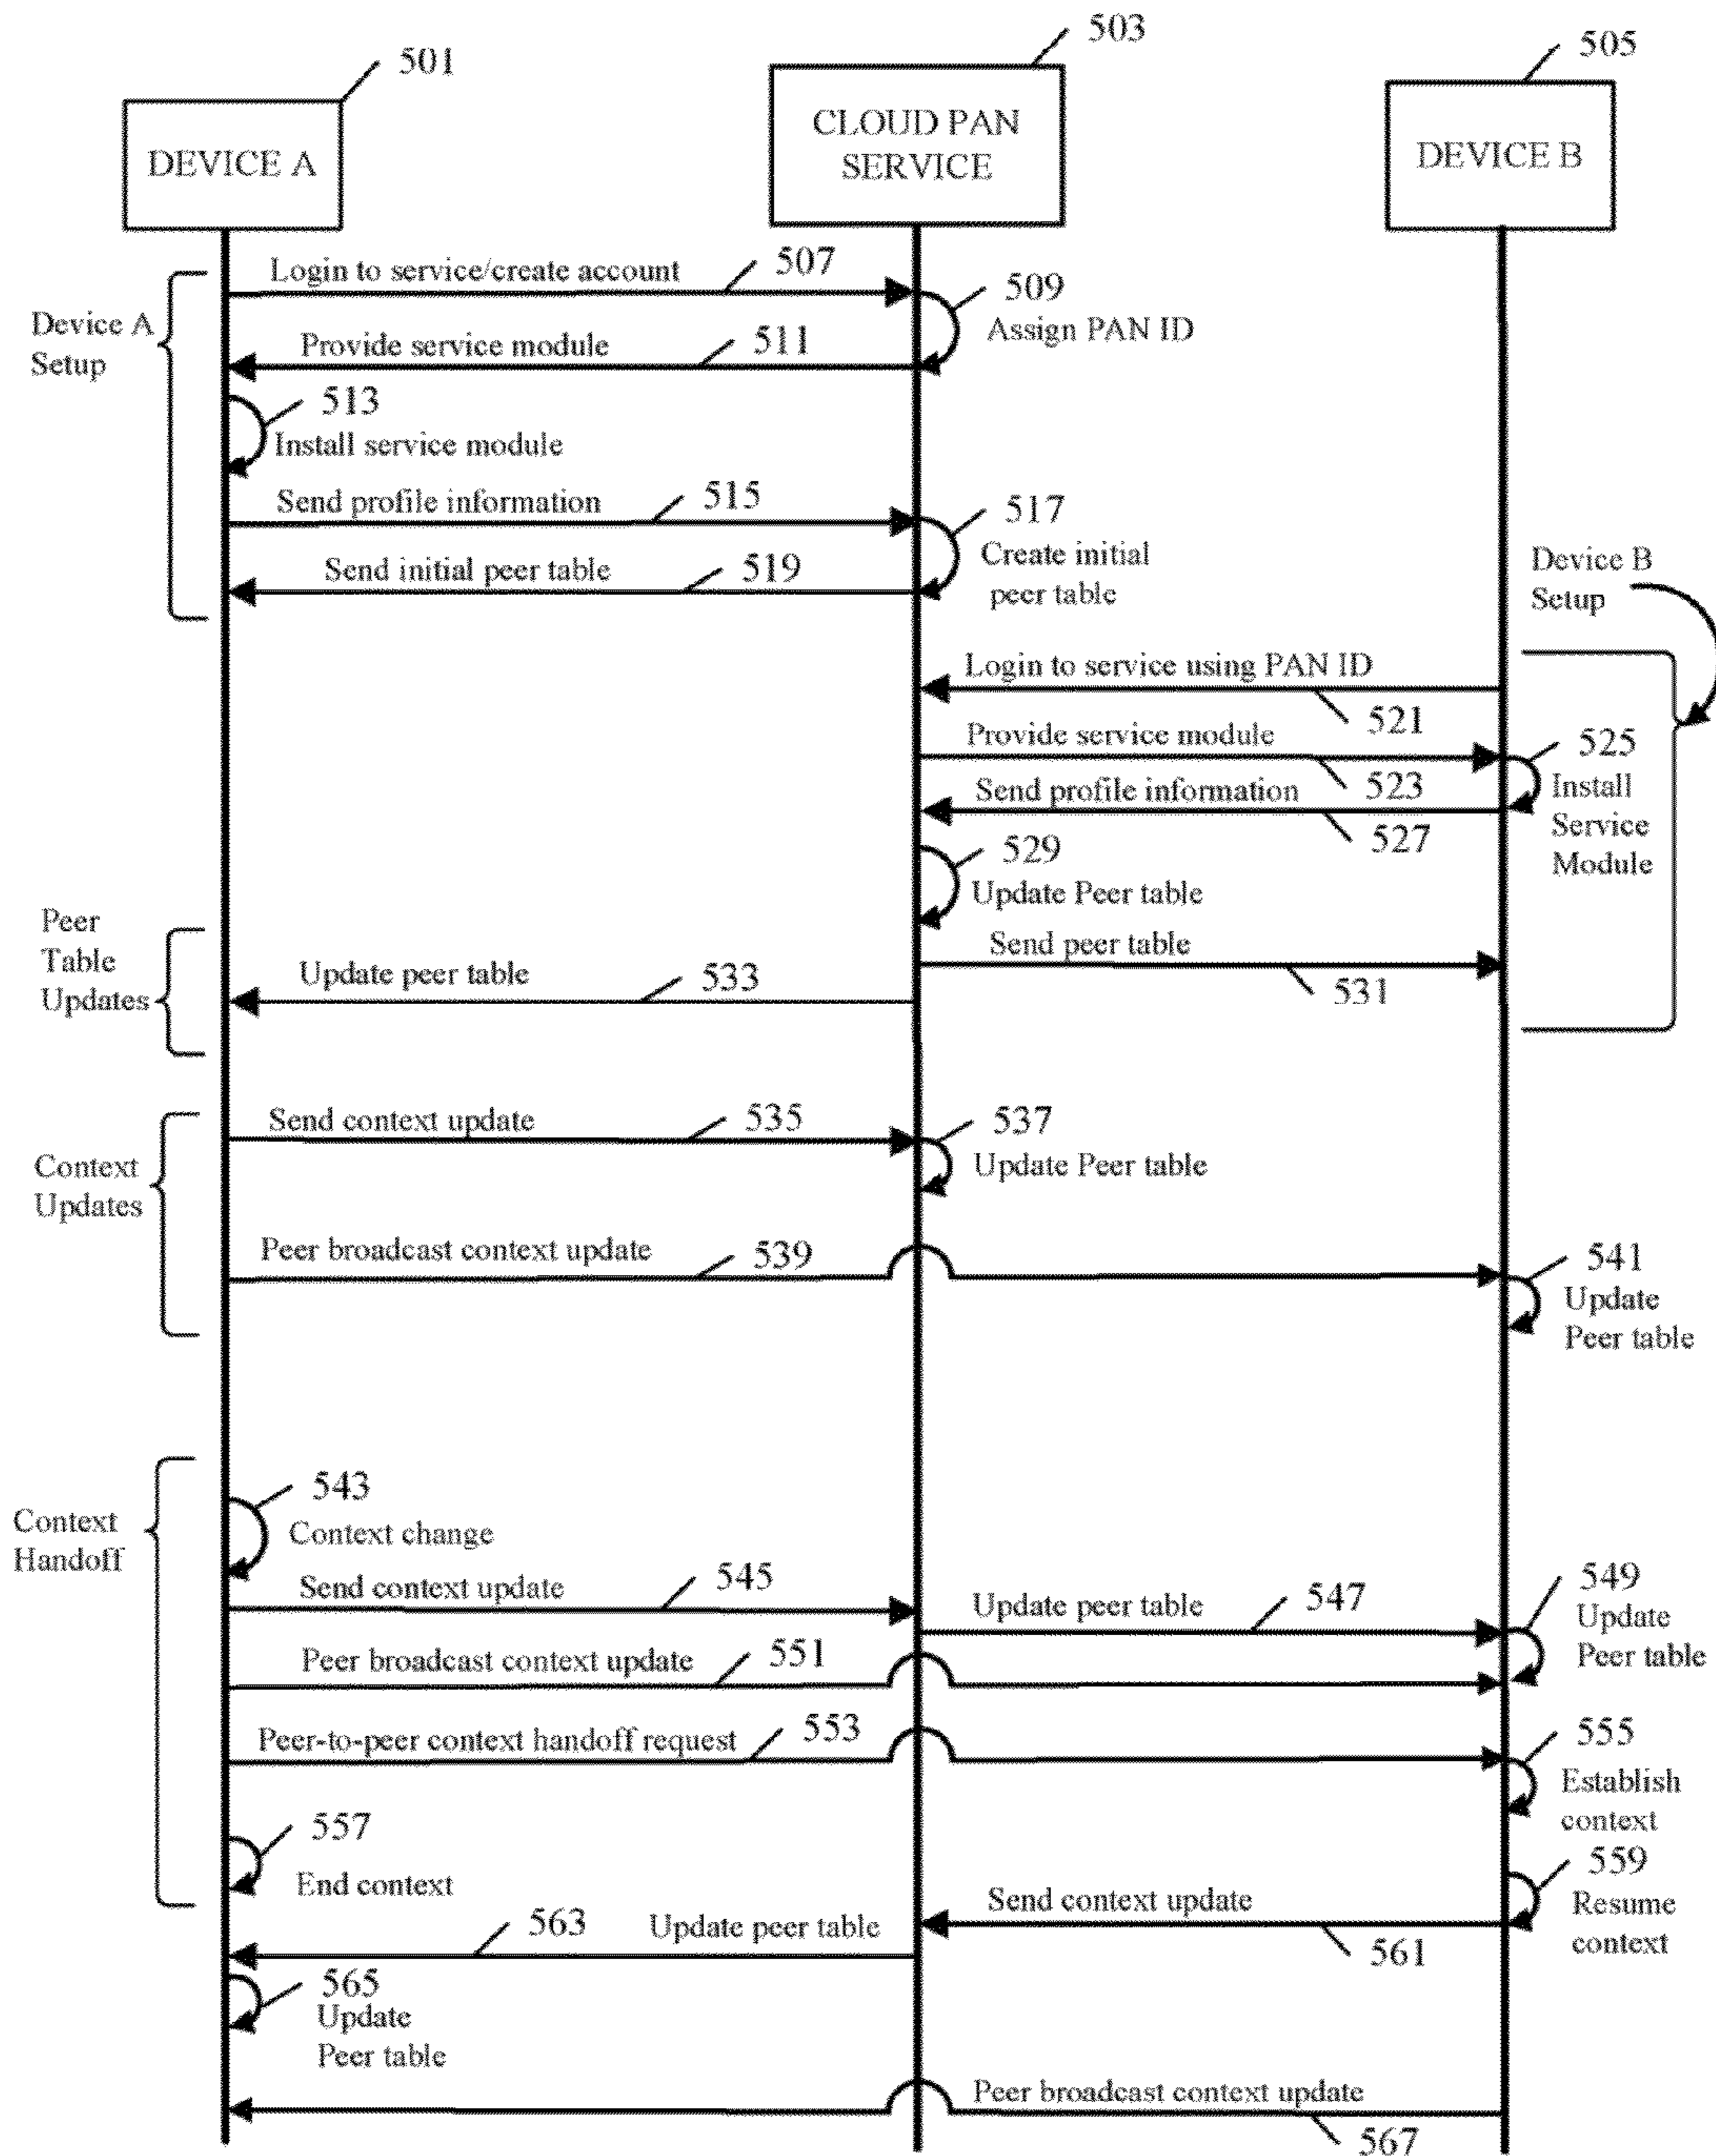 501
503
505
DEVICE A
CLOUD PAN
SERVICE
DEVICE B
Login to service/create account
507
509
Assign PAN ID
Device A
Setup
Provide service module
511
513
Install service module
Send profile information
515
517
Create initial
peer table
Send initial peer table
519
Device B
Setup
Login to service using PAN ID
521
Provide service module
523
525
Install
Service
Module
Send profile information
527
529
Update Peer table
Peer
Table
Updates
Send peer table
531
Update peer table
533
Context
Updates
Send context update
535
537
Update Peer table
Peer broadcast context update
539
541
Update
Peer table
Context
Handoff
543
Context change
Send context update
545
Update peer table
547
549
Update
Peer table
Peer broadcast context update
551
Peer-to-peer context handoff request
553
555
Establish
context
557
End context
559
Resume
context
Send context update
561
563
Update peer table
565
Update
Peer table
Peer broadcast context update
567